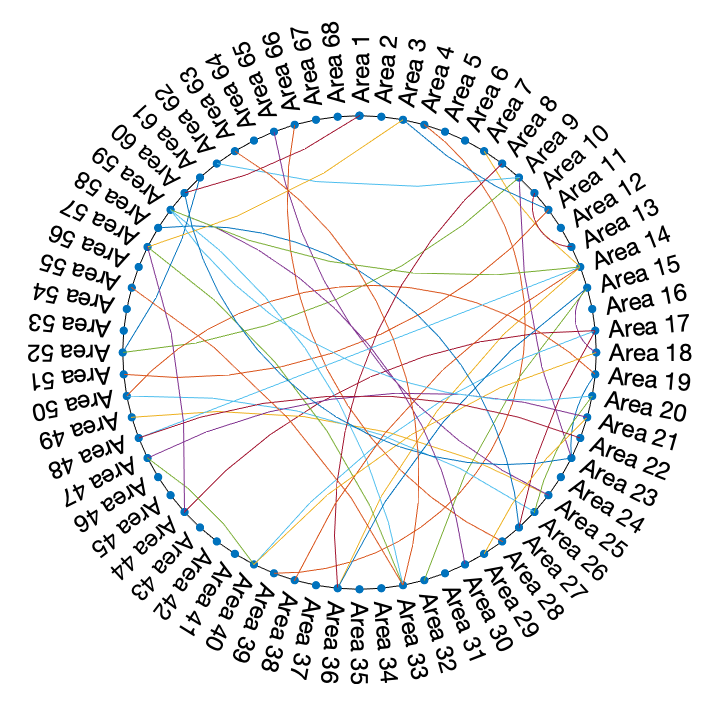 Area 1
Area 2
Area 3
Area 4
Area 5
Area 6
Area 7
Area 8
Area 9
Area 10
Area 11
Area 12
Area 13
Area 14
Area 15
Area 16
Area 17
Area 18
Area 19
Area 20
Area 21
Area 22
Area 23
Area 24
Area 25
Area 26
Area 27
Area 28
Area 29
Area 30
Area 31
Area 32
Area 33
Area 34
Area 35
Area 36
Area 37
Area 38
Area 39
Area 40
Area 41
Area 42
Area 43
Area 44
Area 45
Area 46
Area 47
Area 48
Area 49
Area 50
Area 51
Area 52
Area 53
Area 54
Area 55
Area 56
Area 57
Area 58
Area 59
Area 60
Area 61
Area 62
Area 63
Area 64
Area 65
Area 66
Area 67
Area 68